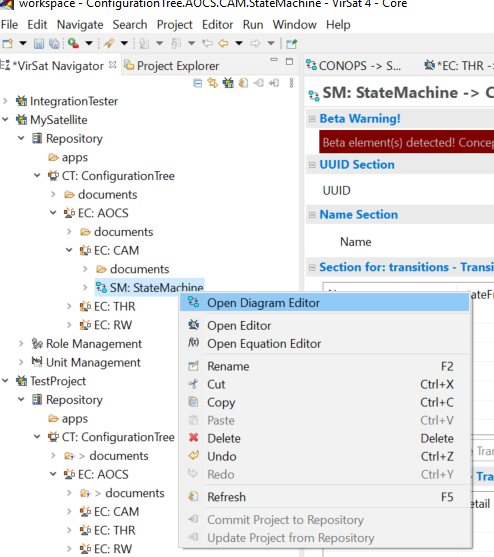 workspace - ConfigurationTree.AOCS.CAM.StateMachine - VirSat 4 - Core
File Edit Navigate Search Project Editor Run Window Help
*VirSat Navigator
Project Explorer
IntegrationTester
MySatellite
Repository
apps
CT: ConfigurationTree
documents
EC: AOCS
documents
EC: CAM
documents
SM: StateMachine
EC: THR
EC: RW
Role Management
Unit Management
TestProject
Repository
apps
CT: ConfigurationTree
> documents
EC: AOCS
> documents
EC: CAM
EC: THR
EC: RW
CONOPS -> S...
*EC: THR ->
SM: StateMachine -> C
Beta Warning!
Beta element(s) detected! Concep
UUID Section
UUID
Name Section
Name
Section for: transitions - Transi
ateFr
Open Diagram Editor
Open Editor
Open Equation Editor
Rename F2
Cut Ctrl+X
Copy Ctrl+C
Paste Ctrl+V
Delete Delete
Undo Ctrl+Z
Redo Ctrl+Y
Refresh F5
Commit Project to Repository
Update Project from Repository
Tran
Tra
etail